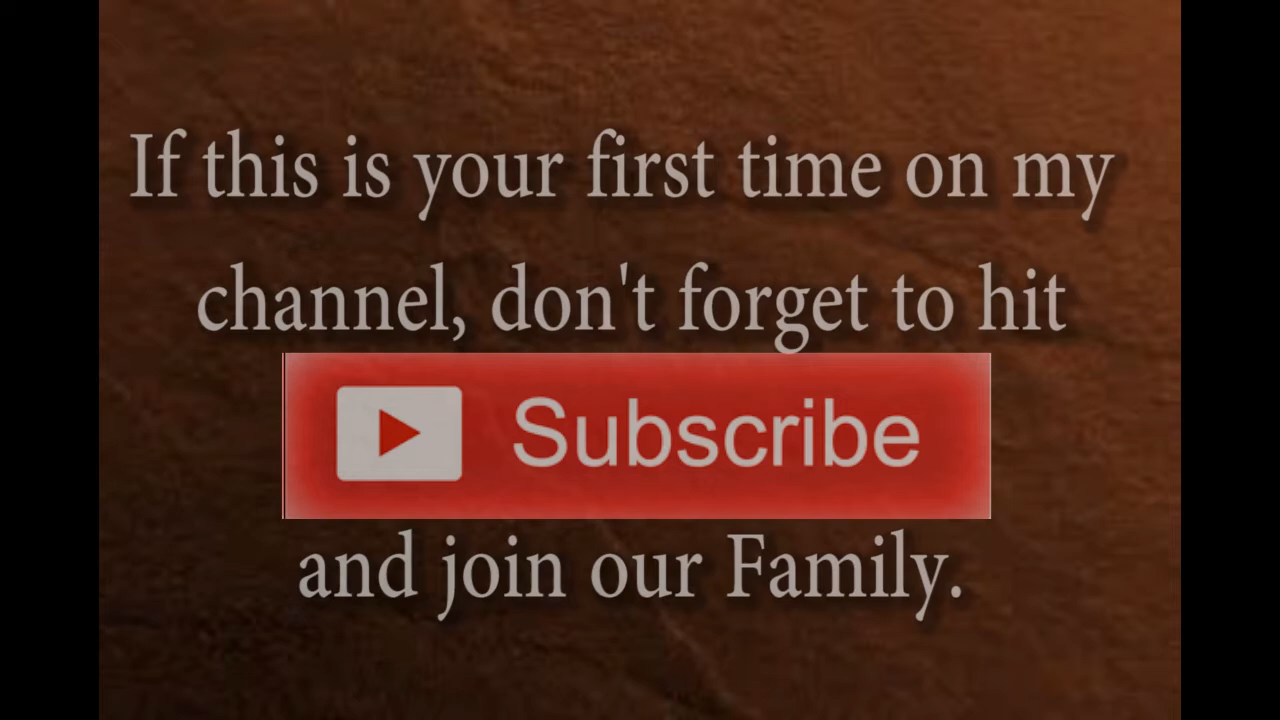 If this is your first time on my
channel, don't forget to hit
Subscribe
and join our Family.